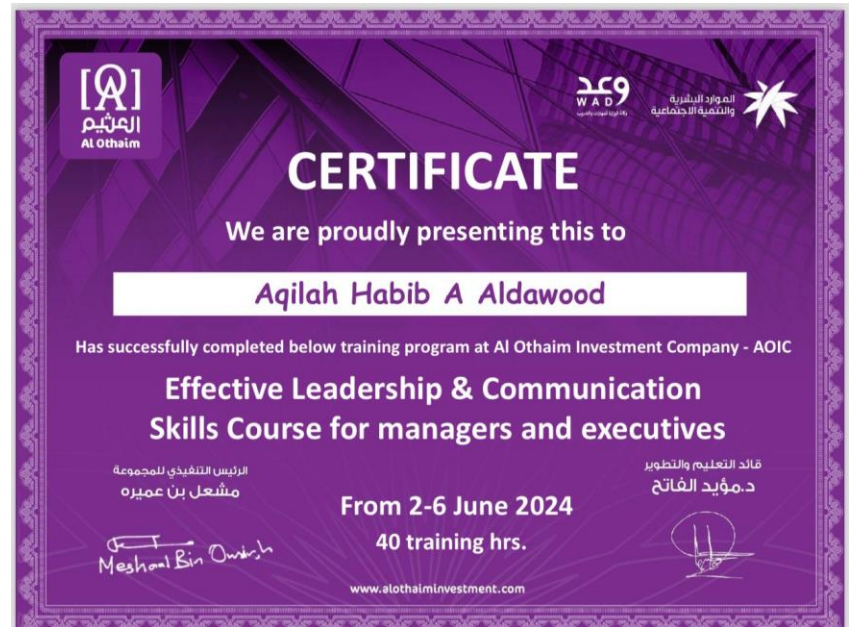 [A]
العثيم
Al Othaim
وعد
WAD
الموارد البشرية
والتنمية الاجتماعية
CERTIFICATE
We are proudly presenting this to
Aqilah Habib A Aldawood
Has successfully completed below training program at Al Othaim Investment Company - AOIC
Effective Leadership & Communication
Skills Course for managers and executives
الرئيس التنفيذي للمجموعة
مشعل بن عميره
قائد التعليم والتطوير
د.مؤيد الفاتح
From 2-6 June 2024
40 training hrs.
Meshaal Bin
www.alothaiminvestment.com